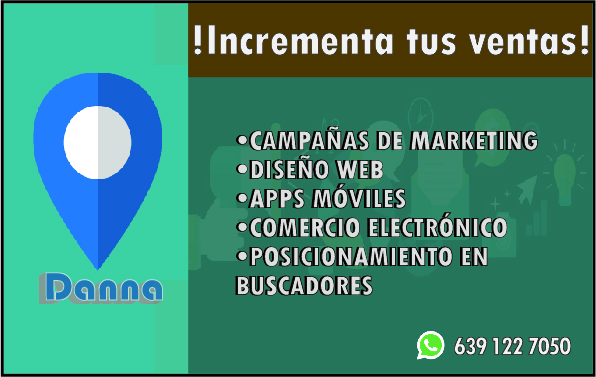 !Incrementa tus ventas!
•CAMPAÑAS DE MARKETING
•DISEÑO WEB
•APPS MÓVILES
•COMERCIO ELECTRÓNICO
•POSICIONAMIENTO EN
BUSCADORES
Danna
639 122 7050